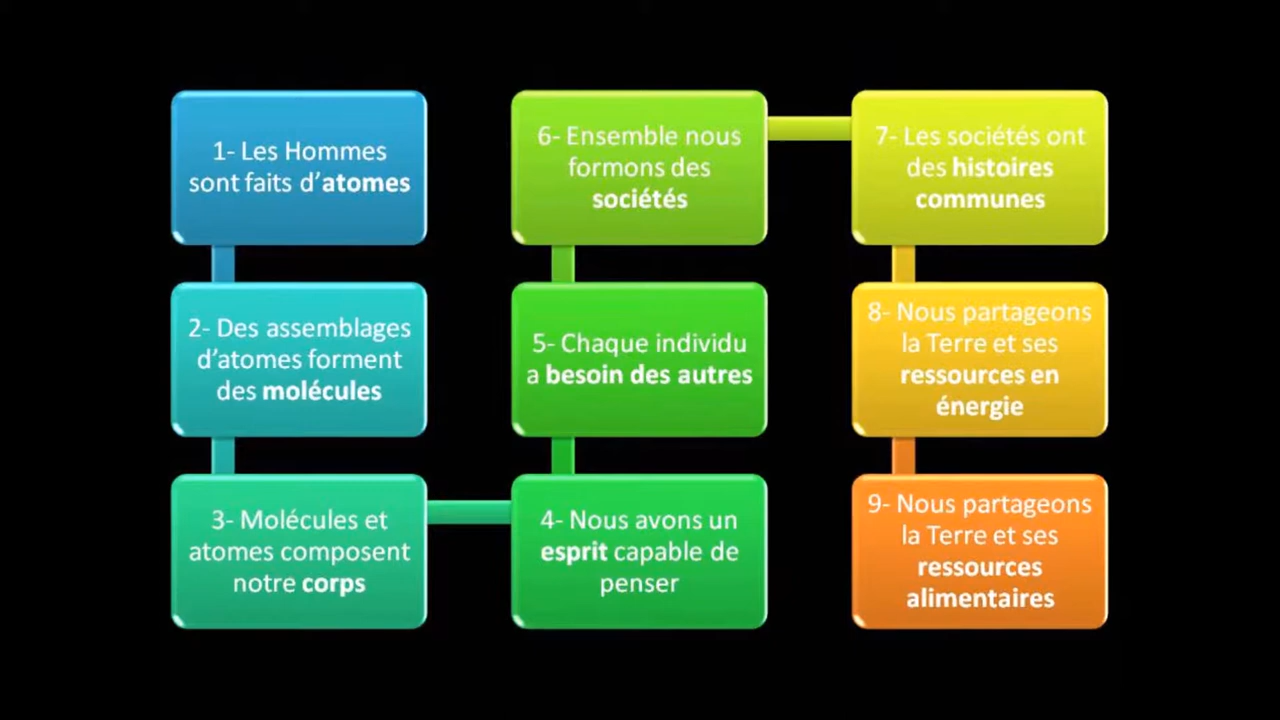 1- Les Hommes
sont faits d’atomes
2- Des assemblages
d’atomes forment
des molécules
3- Molécules et
atomes composent
notre corps
4- Nous avons un
esprit capable de
penser
5- Chaque individu
a besoin des autres
6- Ensemble nous
formons des
sociétés
7- Les sociétés ont
des histoires
communes
8- Nous partageons
la Terre et ses
ressources en
énergie
9- Nous partageons
la Terre et ses
ressources
alimentaires